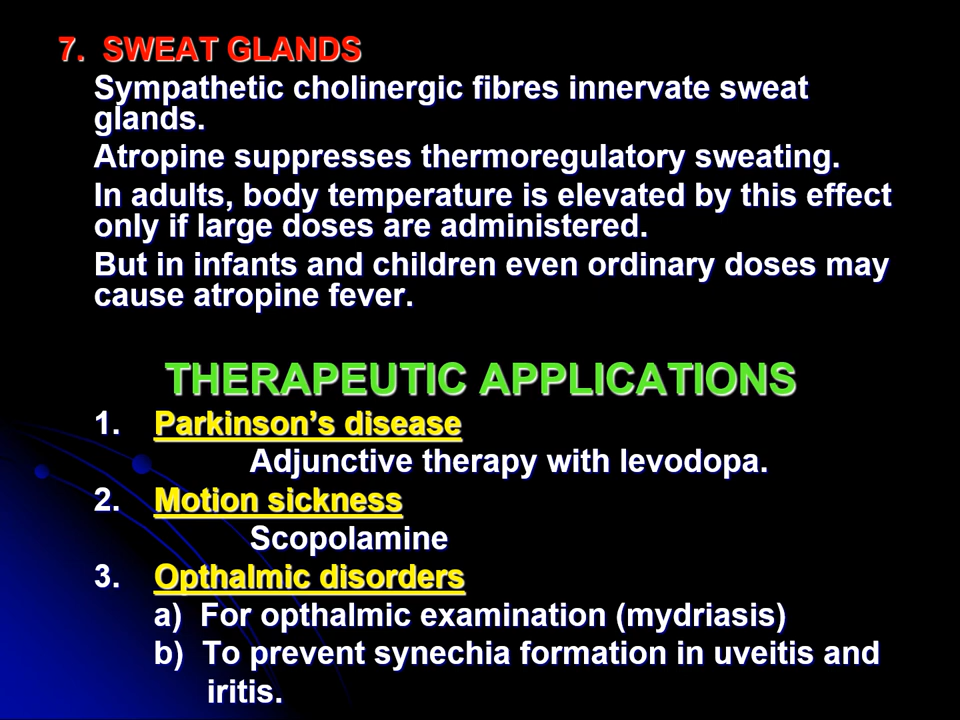 7. SWEAT GLANDS
Sympathetic cholinergic fibres innervate sweat
glands.
Atropine suppresses thermoregulatory sweating.
In adults, body temperature is elevated by this effect
only if large doses are administered.
But in infants and children even ordinary doses may
cause atropine fever.
THERAPEUTIC APPLICATIONS
1. Parkinson's disease
Adjunctive therapy with levodopa.
2. Motion sickness
Scopolamine
3. Opthalmic disorders
a) For opthalmic examination (mydriasis)
b) To prevent synechia formation in uveitis and
iritis.